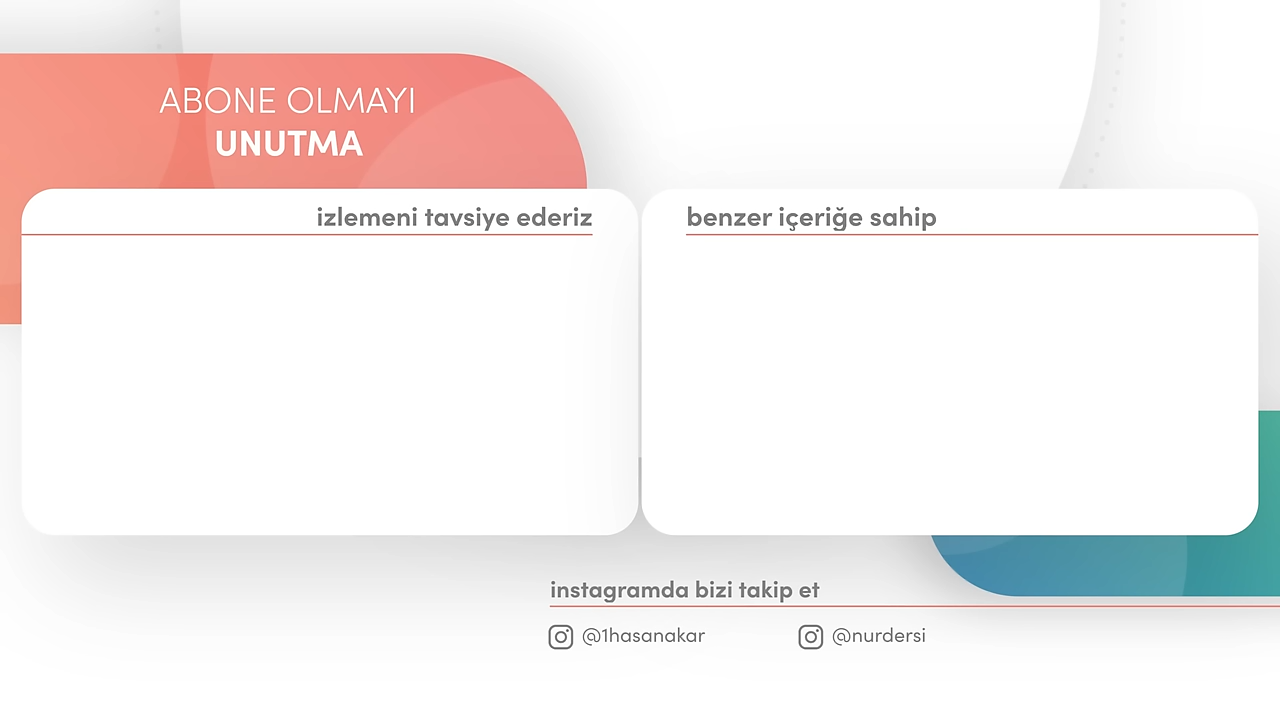 ABONE OLMAYI
UNUTMA
izlemeni tavsiye ederiz
benzer içeriğe sahip
instagramda bizi takip et
@1hasanakar
@nurdersi